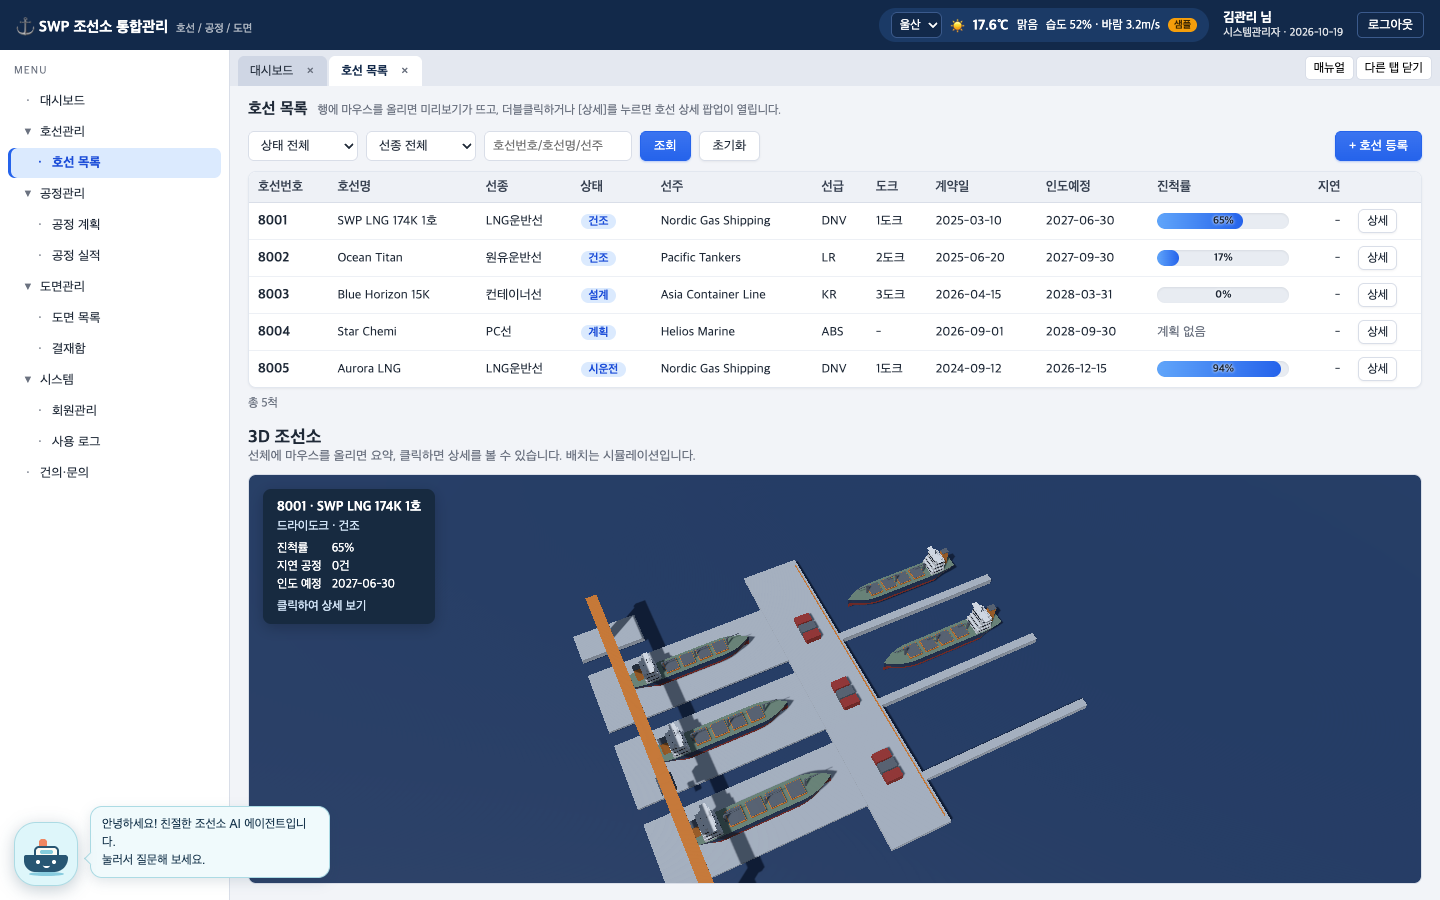 SWP 조선소 통합관리 호선 / 공정 / 도면
울산 17.6℃ 맑음 습도 52% · 바람 3.2m/s 샘플
김관리 님
시스템관리자 · 2026-10-19
로그아웃
MENU
대시보드
호선관리
호선 목록
공정관리
공정 계획
공정 실적
도면관리
도면 목록
결재함
시스템
회원관리
사용 로그
건의·문의
대시보드 × 호선 목록 ×
매뉴얼 다른 탭 닫기
호선 목록 행에 마우스를 올리면 미리보기가 뜨고, 더블클릭하거나 [상세]를 누르면 호선 상세 팝업이 열립니다.
상태 전체 선종 전체 호선번호/호선명/선주 조회 초기화 + 호선 등록
호선번호 호선명 선종 상태 선주 선급 도크 계약일 인도예정 진척률 지연
8001 SWP LNG 174K 1호 LNG운반선 건조 Nordic Gas Shipping DNV 1도크 2025-03-10 2027-06-30 65% - 상세
8002 Ocean Titan 원유운반선 건조 Pacific Tankers LR 2도크 2025-06-20 2027-09-30 17% - 상세
8003 Blue Horizon 15K 컨테이너선 설계 Asia Container Line KR 3도크 2026-04-15 2028-03-31 0% - 상세
8004 Star Chemi PC선 계획 Helios Marine ABS - 2026-09-01 2028-09-30 계획 없음 - 상세
8005 Aurora LNG LNG운반선 시운전 Nordic Gas Shipping DNV 1도크 2024-09-12 2026-12-15 94% - 상세
총 5척
3D 조선소
선체에 마우스를 올리면 요약, 클릭하면 상세를 볼 수 있습니다. 배치는 시뮬레이션입니다.
8001 · SWP LNG 174K 1호
드라이도크 · 건조
진척률 65%
지연 공정 0건
인도 예정 2027-06-30
클릭하여 상세 보기
안녕하세요! 친절한 조선소 AI 에이전트입니
다.
눌러서 질문해 보세요.